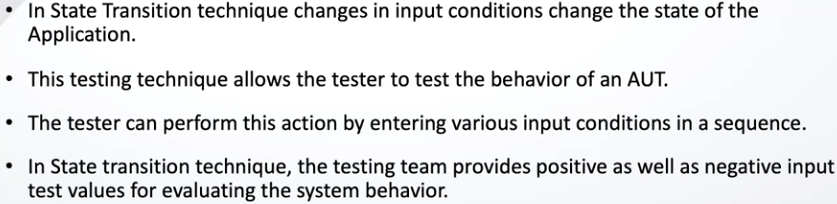 • In State Transition technique changes in input conditions change the state of the
Application.
• This testing technique allows the tester to test the behavior of an AUT.
• The tester can perform this action by entering various input conditions in a sequence.
• In State transition technique, the testing team provides positive as well as negative input
test values for evaluating the system behavior.